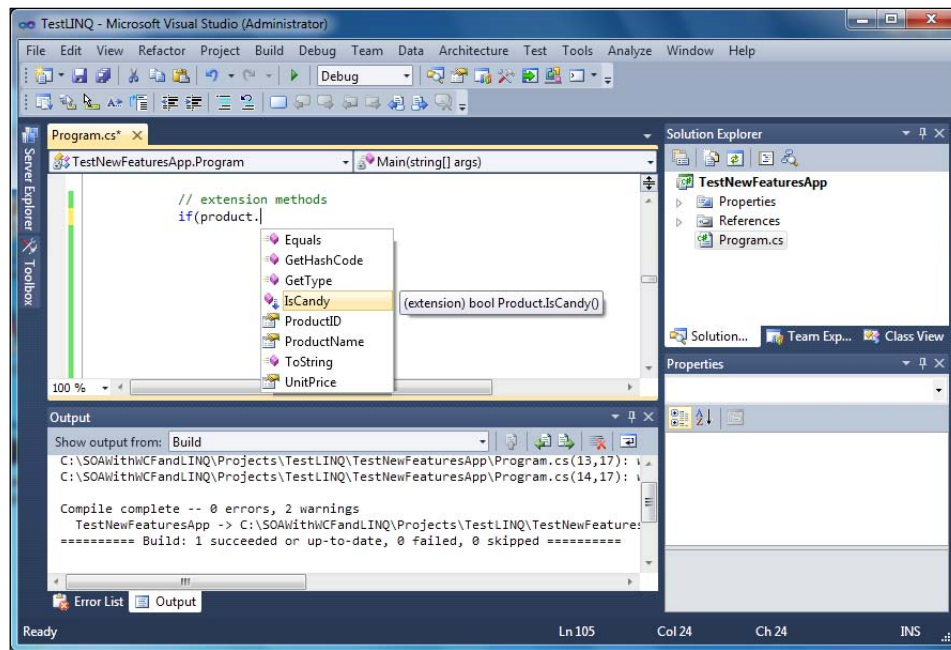 TestLINQ - Microsoft Visual Studio (Administrator)
File Edit View Refactor Project Build Debug Team Data Architecture Test Tools Analyze Window Help
Debug
Program.cs*
TestNewFeaturesApp.Program
Main(string[] args)
Server Explorer
Toolbox
// extension methods
if(product.
Equals
GetHashCode
GetType
IsCandy
(extension) bool Product.IsCandy()
ProductID
ProductName
ToString
UnitPrice
100 %
Solution Explorer
TestNewFeaturesApp
Properties
References
Program.cs
Solution... Team Exp... Class View
Properties
Output
Show output from: Build
C:\SOAWithWCFandLINQ\Projects\TestLINQ\TestNewFeaturesApp\Program.cs(13,17):
C:\SOAWithWCFandLINQ\Projects\TestLINQ\TestNewFeaturesApp\Program.cs(14,17):
Compile complete -- 0 errors, 2 warnings
TestNewFeaturesApp -> C:\SOAWithWCFandLINQ\Projects\TestLINQ\TestNewFeatures
========== Build: 1 succeeded or up-to-date, 0 failed, 0 skipped ==========
Error List Output
Ready Ln 105 Col 24 Ch 24 INS